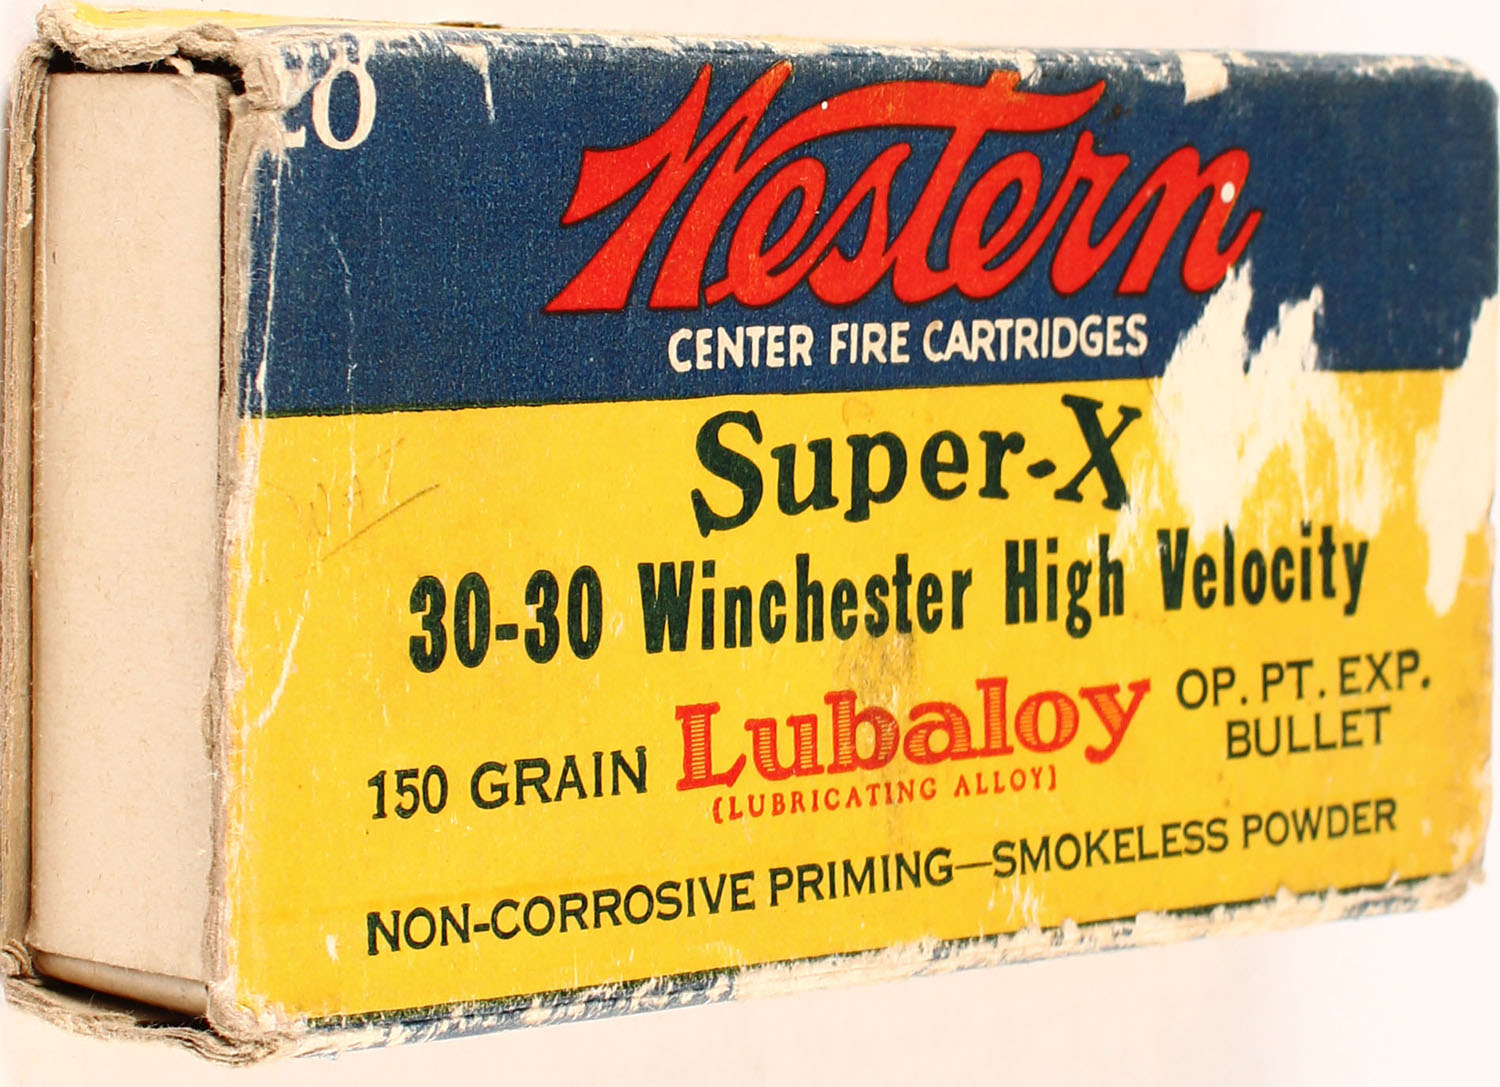 20
Western
CENTER FIRE CARTRIDGES
Super-X
30-30 Winchester High Velocity
150 GRAIN Lubaloy OP. PT. EXP. BULLET
(LUBRICATING ALLOY)
NON-CORROSIVE PRIMING—SMOKELESS POWDER